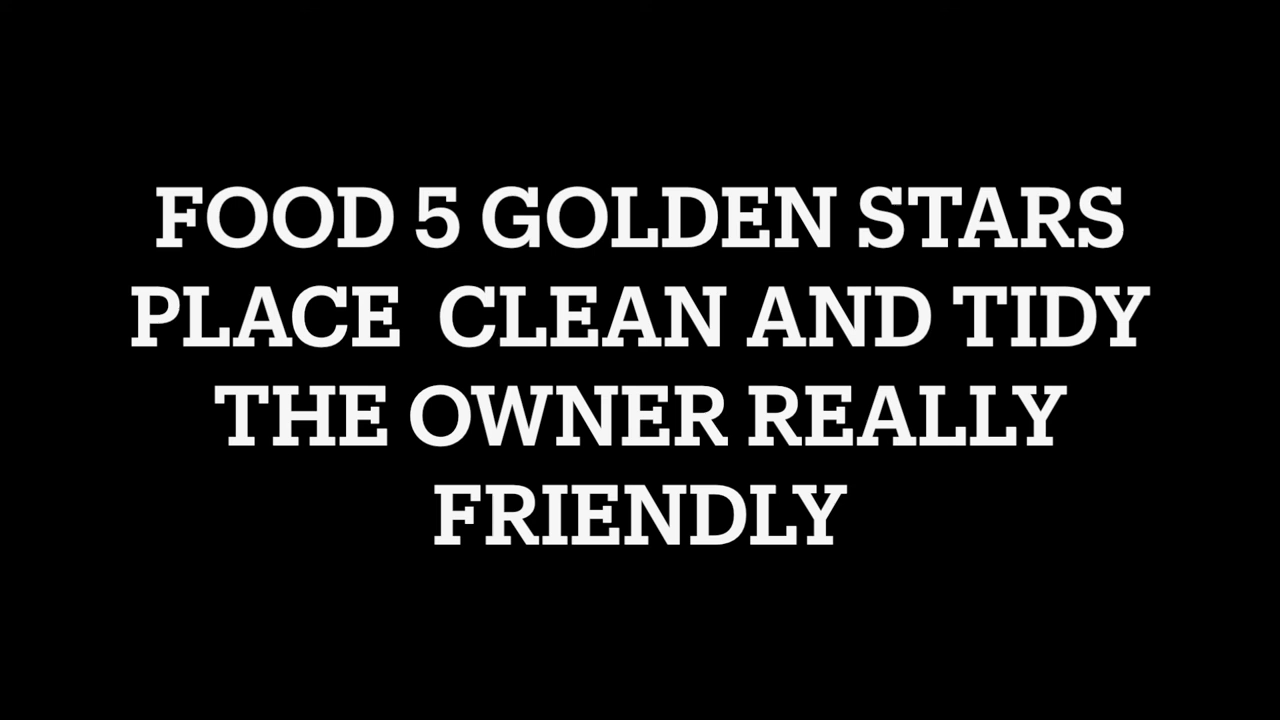 FOOD 5 GOLDEN STARS
PLACE  CLEAN AND TIDY
THE OWNER REALLY
FRIENDLY